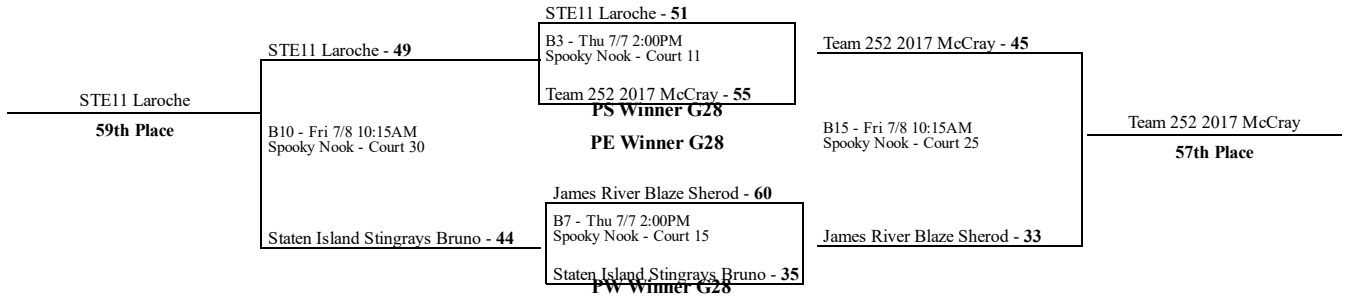 STE11 Laroche - 51
B3 - Thu 7/7 2:00PM
Spooky Nook - Court 11
Team 252 2017 McCray - 55
PS Winner G28
PE Winner G28
STE11 Laroche - 49
Team 252 2017 McCray - 45
STE11 Laroche
59th Place
B10 - Fri 7/8 10:15AM
Spooky Nook - Court 30
B15 - Fri 7/8 10:15AM
Spooky Nook - Court 25
Team 252 2017 McCray
57th Place
James River Blaze Sherod - 60
B7 - Thu 7/7 2:00PM
Spooky Nook - Court 15
Staten Island Stingrays Bruno - 35
PW Winner G28
Staten Island Stingrays Bruno - 44
James River Blaze Sherod - 33